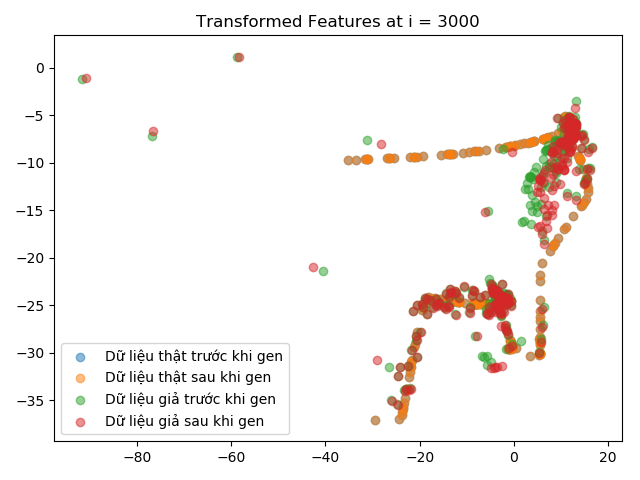 Transformed Features at i = 3000
0
−5
−10
−15
−20
−25
−30
−35
Dữ liệu thật trước khi gen
Dữ liệu thật sau khi gen
Dữ liệu giả trước khi gen
Dữ liệu giả sau khi gen
−80 −60 −40 −20 0 20